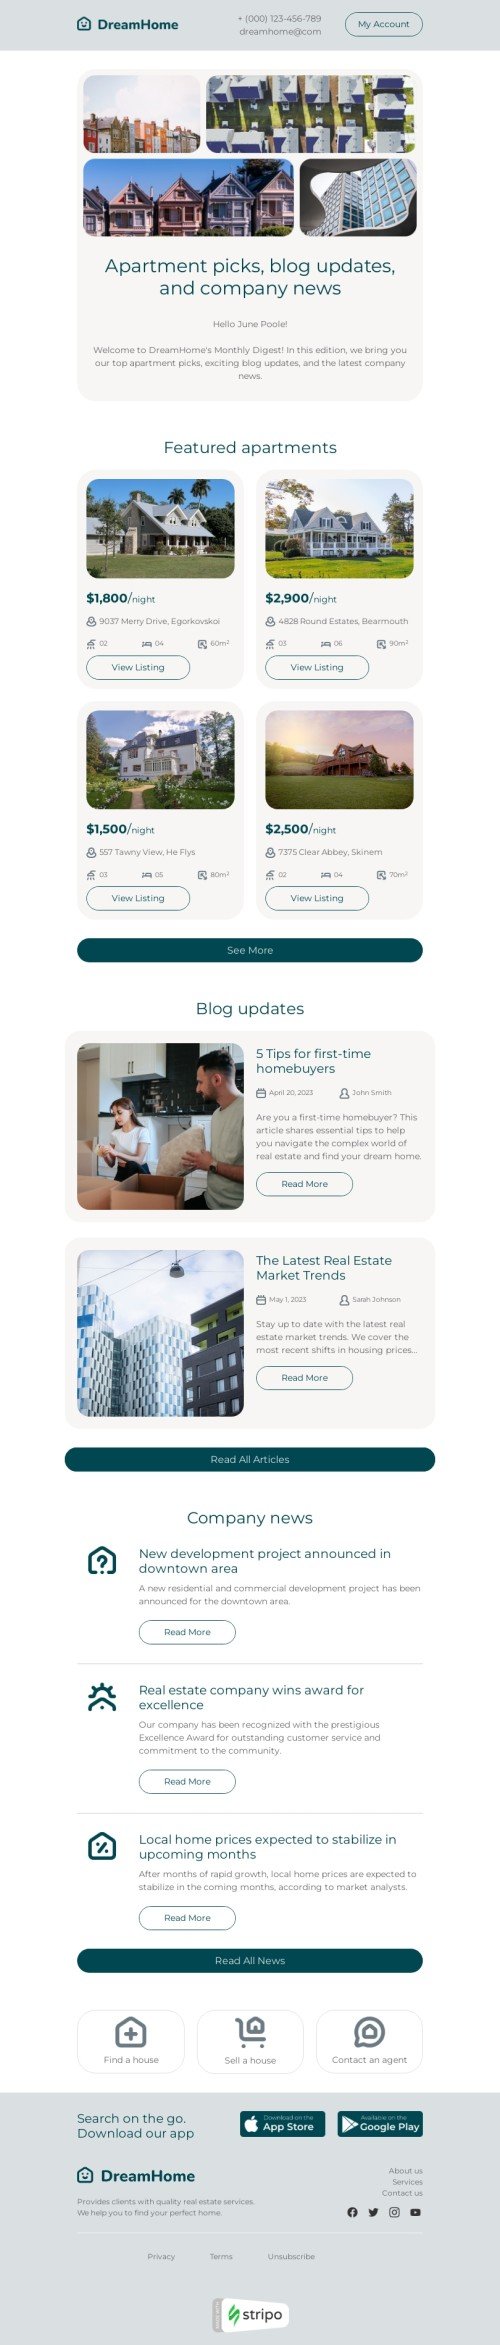 DreamHome
+ (000) 123-456-789
dreamhome@com
My Account
Apartment picks, blog updates,
and company news
Hello June Poole!
Welcome to DreamHome's Monthly Digest! In this edition, we bring you
our top apartment picks, exciting blog updates, and the latest company
news.
Featured apartments
$1,800/night
9037 Merry Drive, Egorkovskoi
02 04 60m²
View Listing
$2,900/night
4828 Round Estates, Bearmouth
03 06 90m²
View Listing
$1,500/night
557 Tawny View, He Flys
03 05 80m²
View Listing
$2,500/night
7375 Clear Abbey, Skinem
02 04 70m²
View Listing
See More
Blog updates
5 Tips for first-time
homebuyers
April 20, 2023 John Smith
Are you a first-time homebuyer? This
article shares essential tips to help
you navigate the complex world of
real estate and find your dream home.
Read More
The Latest Real Estate
Market Trends
May 1, 2023 Sarah Johnson
Stay up to date with the latest real
estate market trends. We cover the
most recent shifts in housing prices...
Read More
Read All Articles
Company news
New development project announced in
downtown area
A new residential and commercial development project has been
announced for the downtown area.
Read More
Real estate company wins award for
excellence
Our company has been recognized with the prestigious
Excellence Award for outstanding customer service and
commitment to the community.
Read More
Local home prices expected to stabilize in
upcoming months
After months of rapid growth, local home prices are expected to
stabilize in the coming months, according to market analysts.
Read More
Read All News
Find a house
Sell a house
Contact an agent
Search on the go.
Download our app
Download on the
App Store
Available on the
Google Play
DreamHome
Provides clients with quality real estate services.
We help you to find your perfect home.
About us
Services
Contact us
Privacy Terms Unsubscribe
MADE WITH
stripo